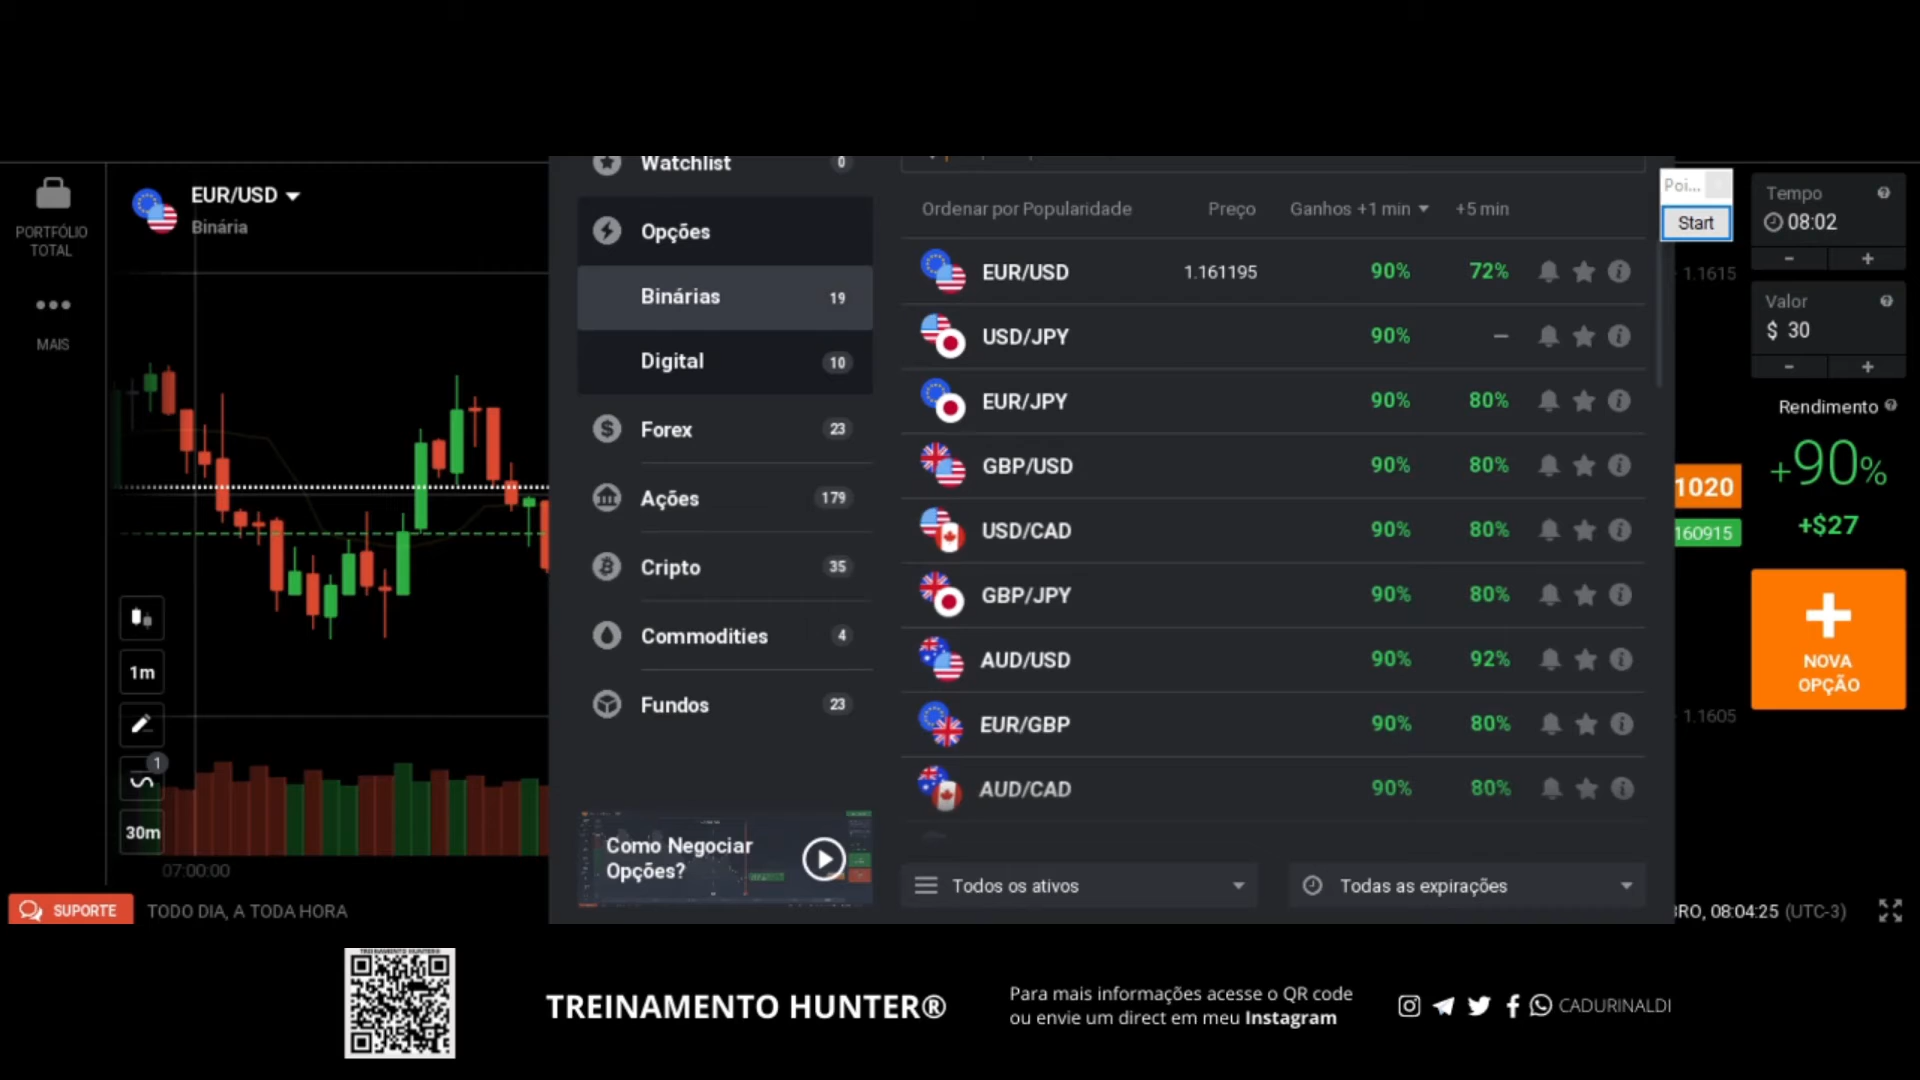 Watchlist 0
EUR/USD
Binária
PORTFÓLIO
TOTAL
MAIS
Opções
Binárias 19
Digital 10
Forex 23
Ações 179
Cripto 35
Commodities 4
Fundos 23
Como Negociar
Opções?
Ordenar por Popularidade Preço Ganhos +1 min +5 min
EUR/USD 1.161195 90% 72%
USD/JPY 90% –
EUR/JPY 90% 80%
GBP/USD 90% 80%
USD/CAD 90% 80%
GBP/JPY 90% 80%
AUD/USD 90% 92%
EUR/GBP 90% 80%
AUD/CAD 90% 80%
Todos os ativos
Todas as expirações
Poi...
Start
1.1615
1020
160915
1.1605
Tempo
08:02
- +
Valor
$ 30
- +
Rendimento
+90%
+$27
NOVA
OPÇÃO
1m
1
30m
07:00:00
SUPORTE
TODO DIA, A TODA HORA
BRO, 08:04:25 (UTC-3)
TREINAMENTO HUNTER®
Para mais informações acesse o QR code
ou envie um direct em meu Instagram
CADURINALDI